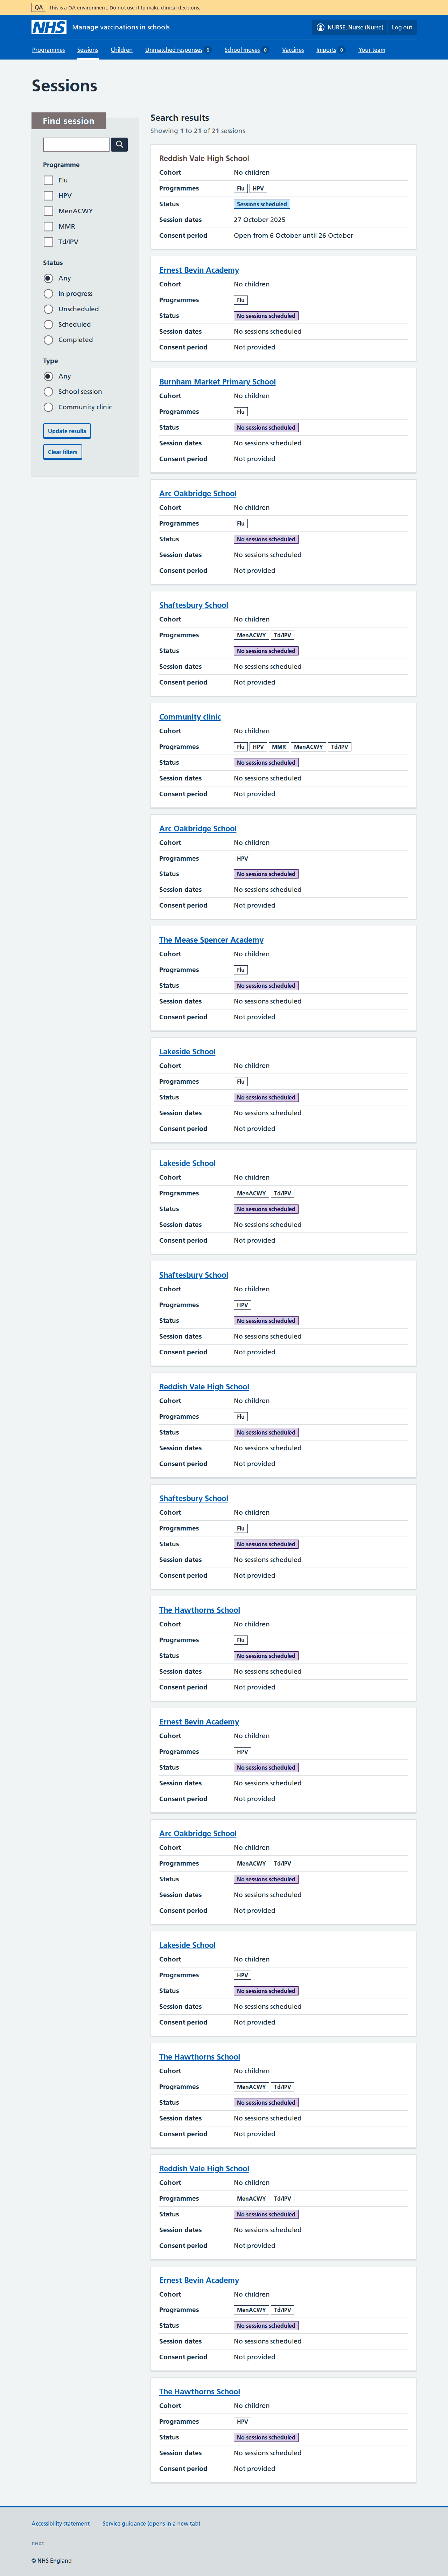 QA This is a QA environment. Do not use it to make clinical decisions.
NHS Manage vaccinations in schools
NURSE, Nurse (Nurse) Log out
Programmes Sessions Children Unmatched responses 0 School moves 0 Vaccines Imports 0 Your team
Sessions
Find session
Programme
Flu
HPV
MenACWY
MMR
Td/IPV
Status
Any
In progress
Unscheduled
Scheduled
Completed
Type
Any
School session
Community clinic
Update results
Clear filters
Search results
Showing 1 to 21 of 21 sessions
Reddish Vale High School
Cohort No children
Programmes Flu HPV
Status Sessions scheduled
Session dates 27 October 2025
Consent period Open from 6 October until 26 October
Ernest Bevin Academy
Cohort No children
Programmes Flu
Status No sessions scheduled
Session dates No sessions scheduled
Consent period Not provided
Burnham Market Primary School
Cohort No children
Programmes Flu
Status No sessions scheduled
Session dates No sessions scheduled
Consent period Not provided
Arc Oakbridge School
Cohort No children
Programmes Flu
Status No sessions scheduled
Session dates No sessions scheduled
Consent period Not provided
Shaftesbury School
Cohort No children
Programmes MenACWY Td/IPV
Status No sessions scheduled
Session dates No sessions scheduled
Consent period Not provided
Community clinic
Cohort No children
Programmes Flu HPV MMR MenACWY Td/IPV
Status No sessions scheduled
Session dates No sessions scheduled
Consent period Not provided
Arc Oakbridge School
Cohort No children
Programmes HPV
Status No sessions scheduled
Session dates No sessions scheduled
Consent period Not provided
The Mease Spencer Academy
Cohort No children
Programmes Flu
Status No sessions scheduled
Session dates No sessions scheduled
Consent period Not provided
Lakeside School
Cohort No children
Programmes Flu
Status No sessions scheduled
Session dates No sessions scheduled
Consent period Not provided
Lakeside School
Cohort No children
Programmes MenACWY Td/IPV
Status No sessions scheduled
Session dates No sessions scheduled
Consent period Not provided
Shaftesbury School
Cohort No children
Programmes HPV
Status No sessions scheduled
Session dates No sessions scheduled
Consent period Not provided
Reddish Vale High School
Cohort No children
Programmes Flu
Status No sessions scheduled
Session dates No sessions scheduled
Consent period Not provided
Shaftesbury School
Cohort No children
Programmes Flu
Status No sessions scheduled
Session dates No sessions scheduled
Consent period Not provided
The Hawthorns School
Cohort No children
Programmes Flu
Status No sessions scheduled
Session dates No sessions scheduled
Consent period Not provided
Ernest Bevin Academy
Cohort No children
Programmes HPV
Status No sessions scheduled
Session dates No sessions scheduled
Consent period Not provided
Arc Oakbridge School
Cohort No children
Programmes MenACWY Td/IPV
Status No sessions scheduled
Session dates No sessions scheduled
Consent period Not provided
Lakeside School
Cohort No children
Programmes HPV
Status No sessions scheduled
Session dates No sessions scheduled
Consent period Not provided
The Hawthorns School
Cohort No children
Programmes MenACWY Td/IPV
Status No sessions scheduled
Session dates No sessions scheduled
Consent period Not provided
Reddish Vale High School
Cohort No children
Programmes MenACWY Td/IPV
Status No sessions scheduled
Session dates No sessions scheduled
Consent period Not provided
Ernest Bevin Academy
Cohort No children
Programmes MenACWY Td/IPV
Status No sessions scheduled
Session dates No sessions scheduled
Consent period Not provided
The Hawthorns School
Cohort No children
Programmes HPV
Status No sessions scheduled
Session dates No sessions scheduled
Consent period Not provided
Accessibility statement Service guidance (opens in a new tab)
next
© NHS England